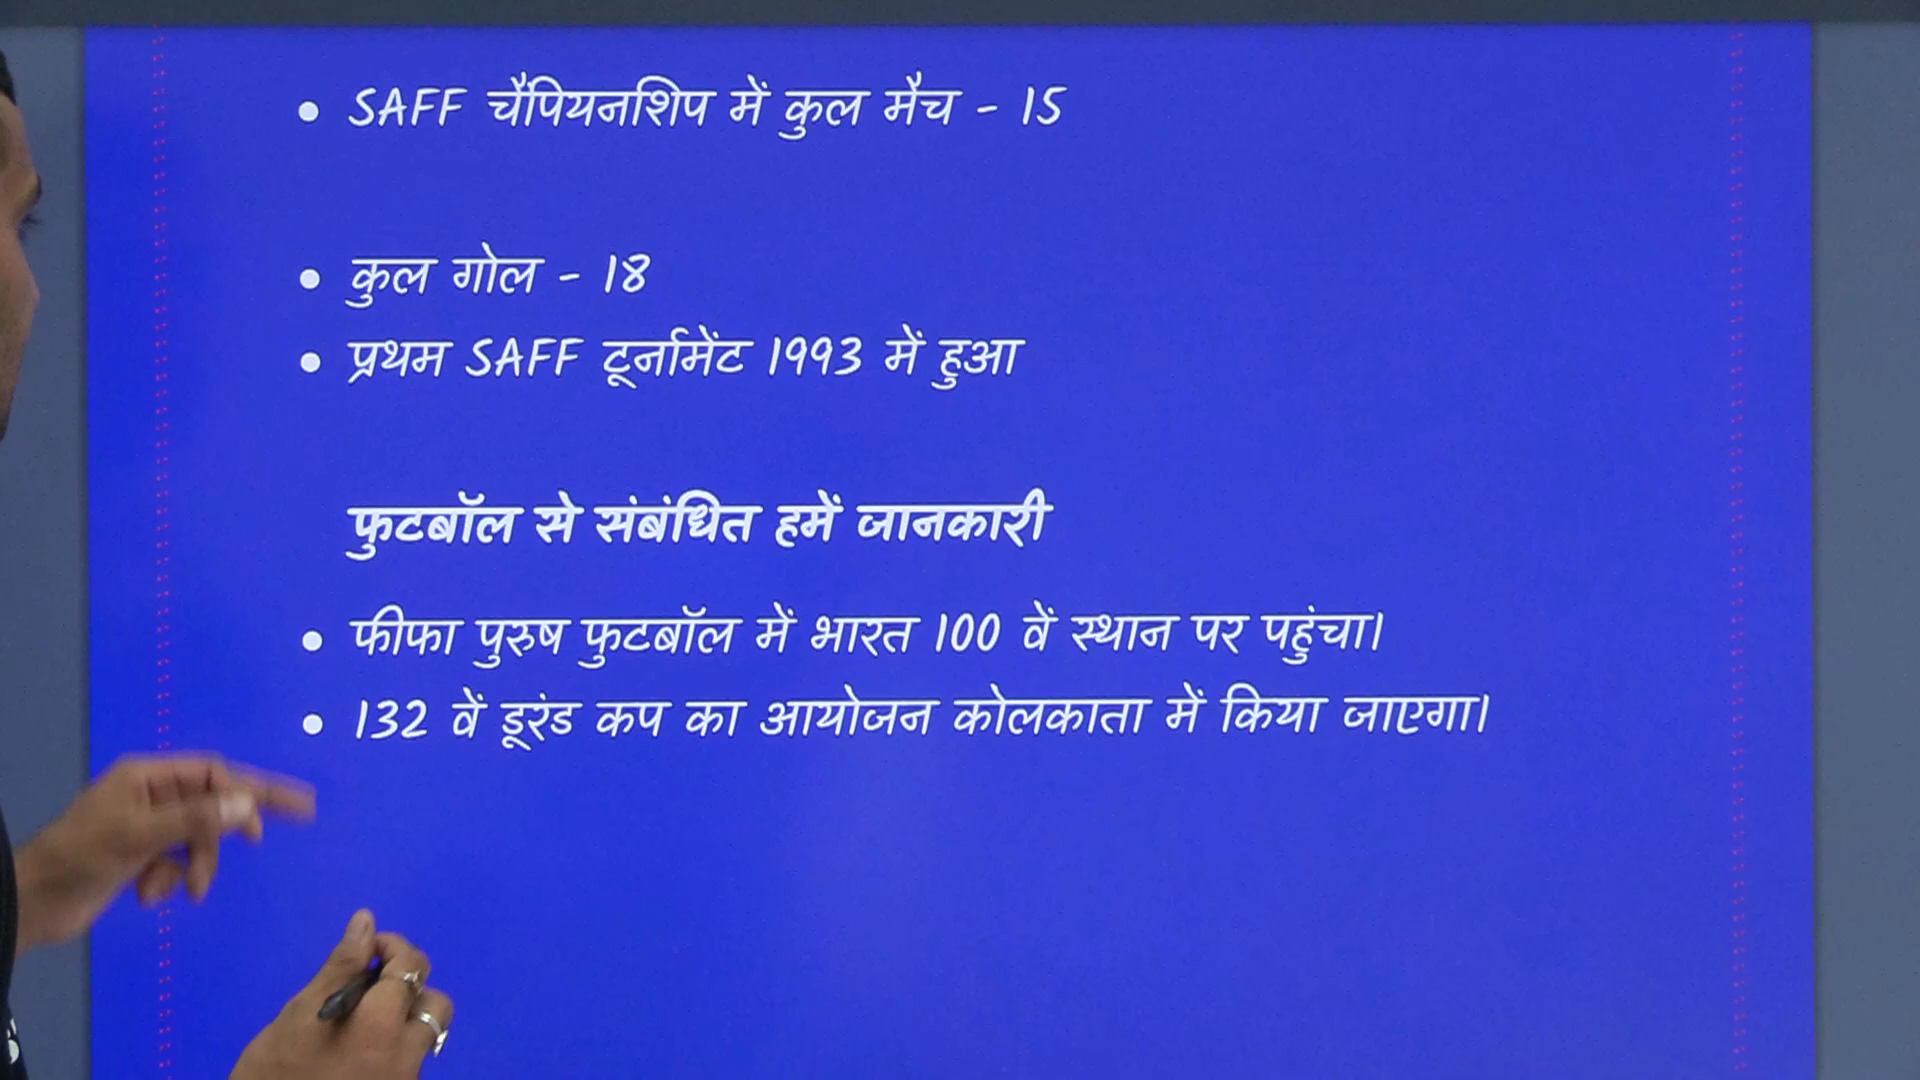 • SAFF चैंपियनशिप में कुल मैच - 15
• कुल गोल - 18
• प्रथम SAFF टूर्नामेंट 1993 में हुआ
फुटबॉल से संबंधित हमें जानकारी
• फीफा पुरुष फुटबॉल में भारत 100 वें स्थान पर पहुंचा।
• 132 वें डूरंड कप का आयोजन कोलकाता में किया जाएगा।